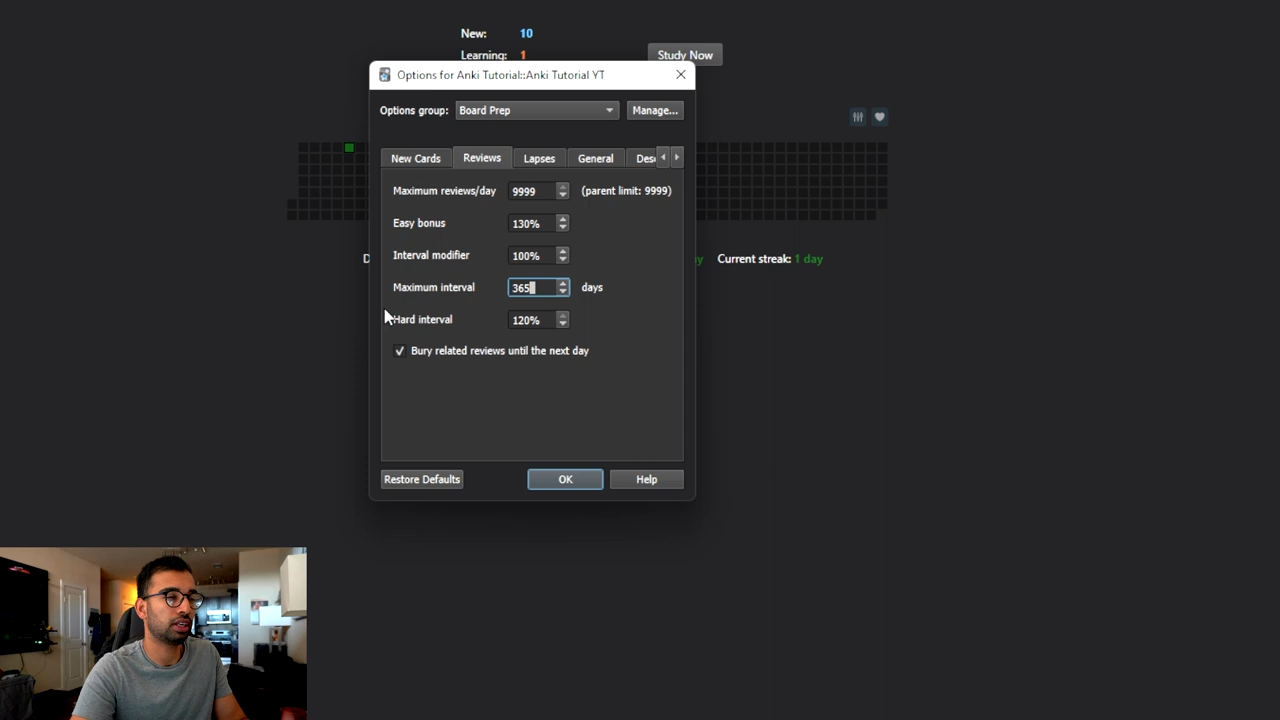 New: 10
Learning: 1
Study Now
Options for Anki Tutorial::Anki Tutorial YT
Options group: Board Prep Manage...
New Cards Reviews Lapses General Des
Maximum reviews/day 9999 (parent limit: 9999)
Easy bonus 130%
Interval modifier 100%
D y Current streak: 1 day
Maximum interval 365 days
Hard interval 120%
Bury related reviews until the next day
Restore Defaults OK Help